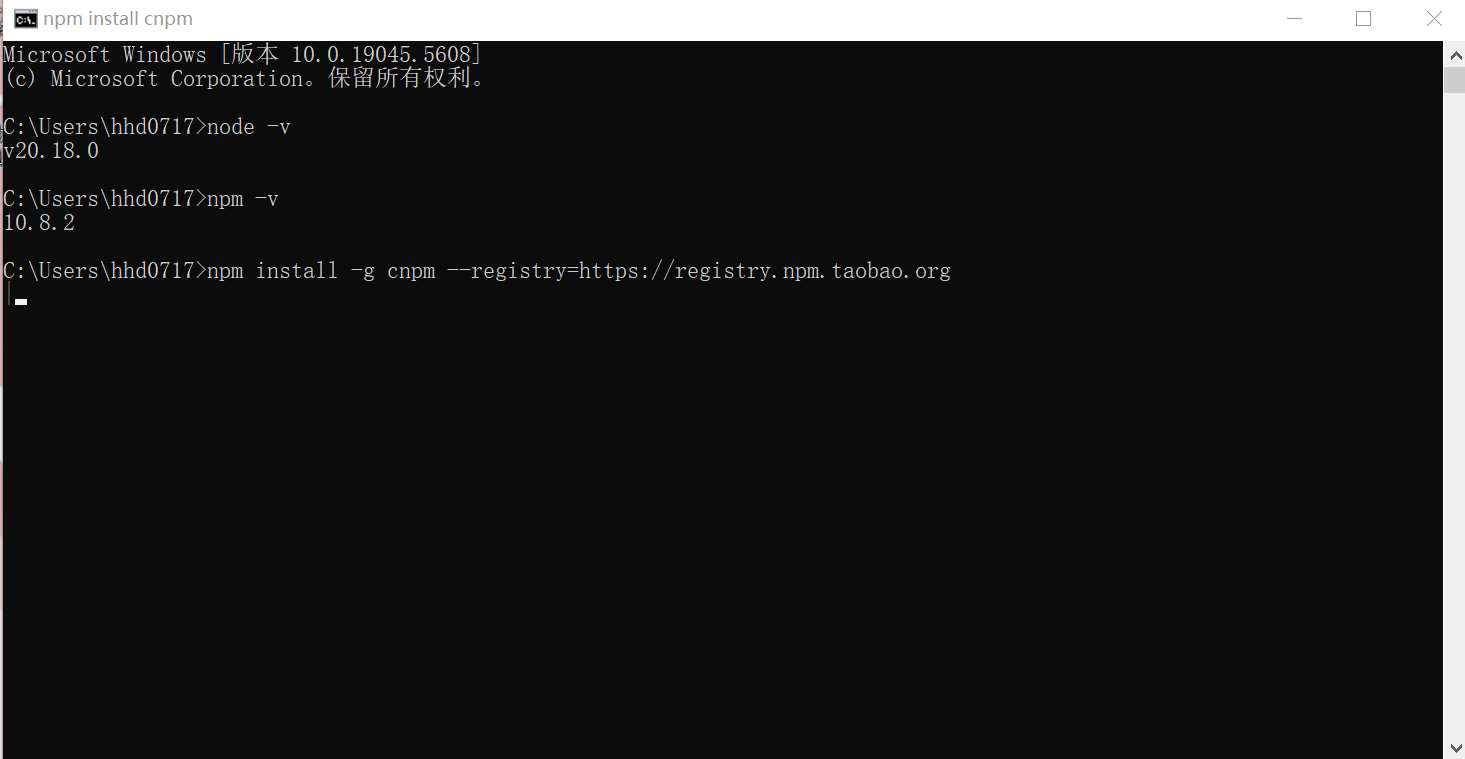 npm install cnpm
Microsoft Windows [版本 10.0.19045.5608]
(c) Microsoft Corporation。保留所有权利。
C:\Users\hhd0717>node -v
v20.18.0
C:\Users\hhd0717>npm -v
10.8.2
C:\Users\hhd0717>npm install -g cnpm --registry=https://registry.npm.taobao.org